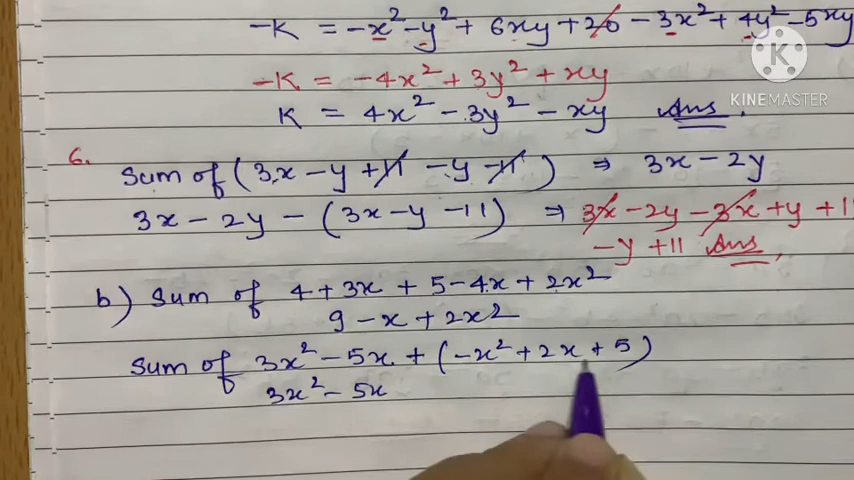 -K = -x² - y² + 6xy + 20 - 3x² + 4y² - 5xy
-K = -4x² + 3y² + xy
K = 4x² - 3y² - xy Ans.
KINEMASTER
6.
Sum of (3x - y + 11 - y - 11) ⇒ 3x - 2y
3x - 2y - (3x - y - 11) ⇒ 3x - 2y - 3x + y + 11
-y + 11 Ans.
b) Sum of 4 + 3x + 5 - 4x + 2x²
9 - x + 2x²
Sum of 3x² - 5x + (-x² + 2x + 5)
3x² - 5x